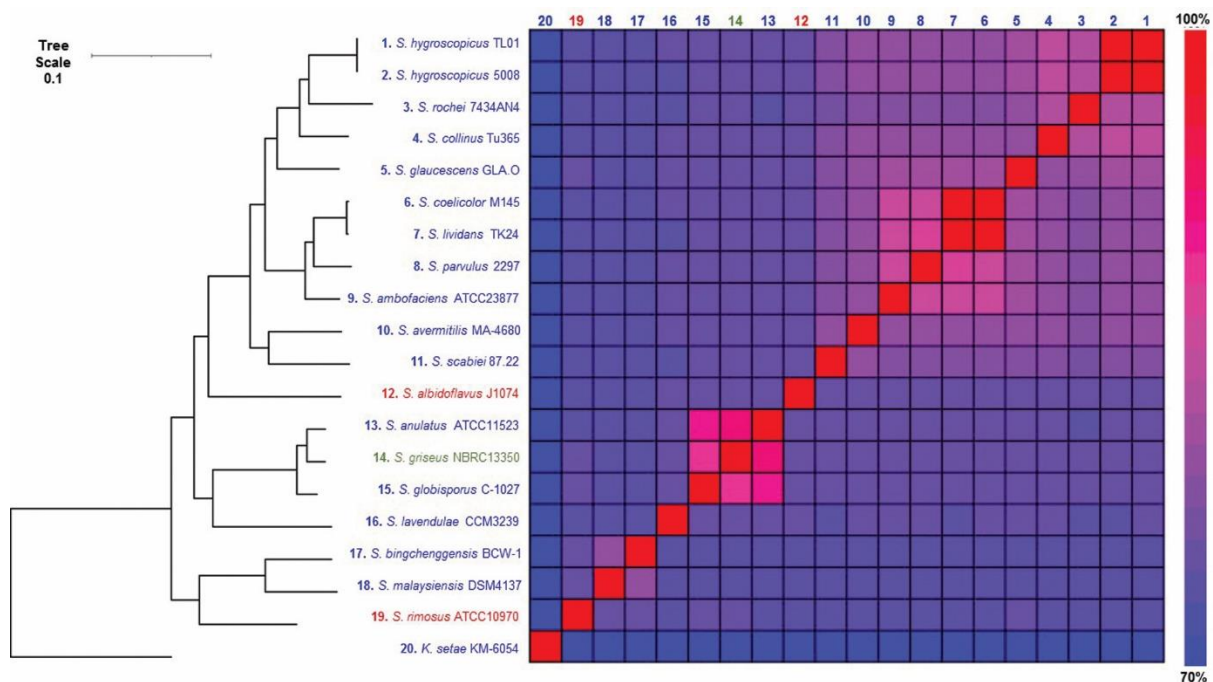 20 19 18 17 16 15 14 13 12 11 10 9 8 7 6 5 4 3 2 1
100%
Tree
Scale
0.1
1. S. hygroscopicus TL01
2. S. hygroscopicus 5008
3. S. rochei 7434AN4
4. S. collinus Tu365
5. S. glaucescens GLA.O
6. S. coelicolor M145
7. S. lividans TK24
8. S. parvulus 2297
9. S. ambofaciens ATCC23877
10. S. avermitilis MA-4680
11. S. scabiei 87.22
12. S. albidoflavus J1074
13. S. anulatus ATCC11523
14. S. griseus NBRC13350
15. S. globisporus C-1027
16. S. lavendulae CCM3239
17. S. bingchenggensis BCW-1
18. S. malaysiensis DSM4137
19. S. rimosus ATCC10970
20. K. setae KM-6054
70%